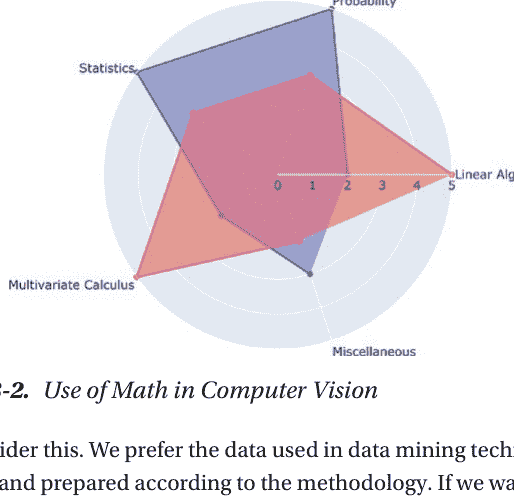 Probability
Statistics
Linear Alg
0 1 2 3 4 5
Multivariate Calculus
Miscellaneous
3-2. Use of Math in Computer Vision
ider this. We prefer the data used in data mining tech
and prepared according to the methodology. If we wa